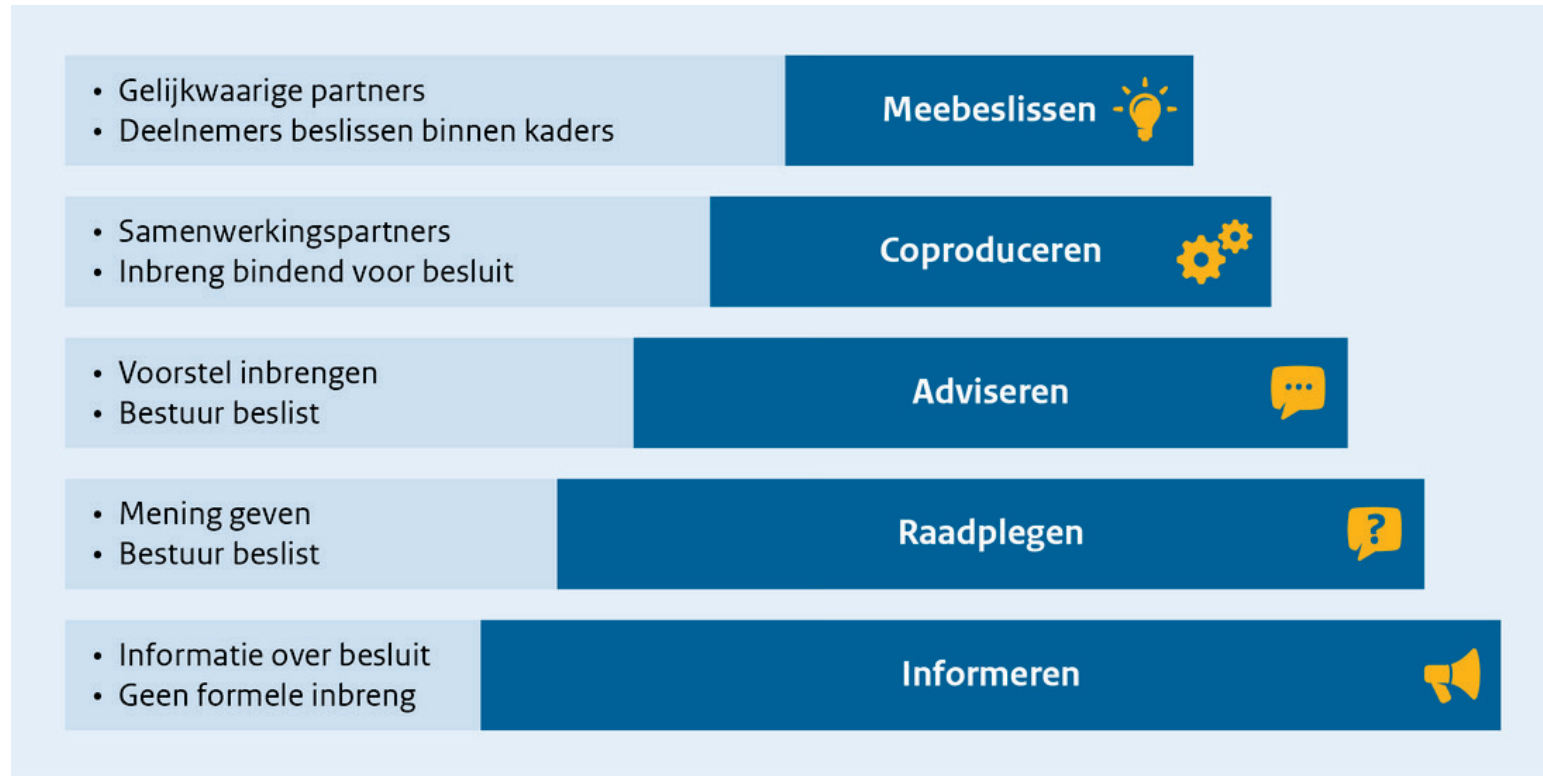 • Gelijkwaarige partners
• Deelnemers beslissen binnen kaders
Meebeslissen
• Samenwerkingspartners
• Inbreng bindend voor besluit
Coproduceren
• Voorstel inbrengen
• Bestuur beslist
Adviseren
• Mening geven
• Bestuur beslist
Raadplegen
?
• Informatie over besluit
• Geen formele inbreng
Informeren